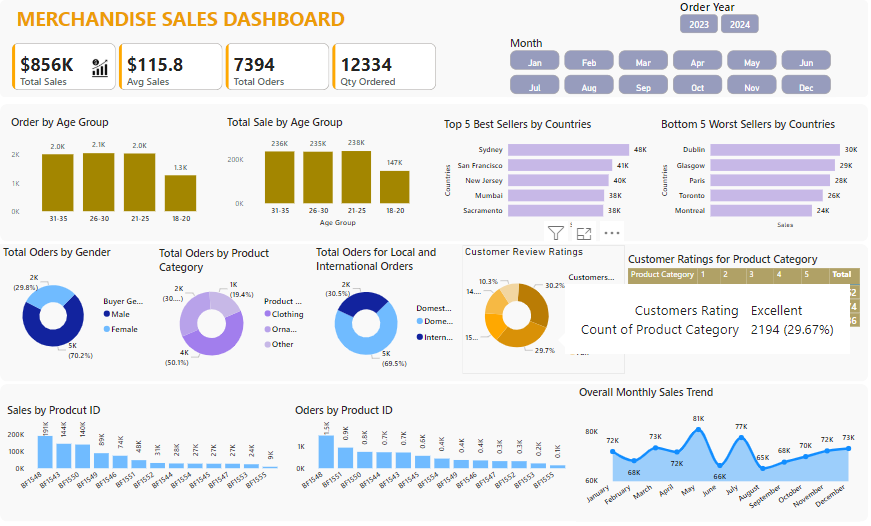 MERCHANDISE SALES DASHBOARD
Order Year
2023 2024
$856K
Total Sales
$115.8
Avg Sales
7394
Total Oders
12334
Qty Ordered
Month
Jan Feb Mar Apr May Jun
Jul Aug Sep Oct Nov Dec
Order by Age Group
2K
1K
0K
2.0K 2.1K 2.0K 1.3K
31-35 26-30 21-25 18-20
Total Sale by Age Group
200K
0K
236K 235K 238K 147K
31-35 26-30 21-25 18-20
Age Group
Top 5 Best Sellers by Countries
Countries
Sydney 48K
San Francisco 41K
New Jersey 40K
Mumbai 38K
Sacramento 38K
Bottom 5 Worst Sellers by Countries
Countries
Dublin 30K
Glasgow 29K
Paris 28K
Toronto 26K
Montreal 24K
Sales
Total Oders by Gender
2K
(29.8%)
5K
(70.2%)
Buyer Ge...
Male
Female
Total Oders by Product
Category
2K
(30....)
1K
(19.4%)
4K
(50.1%)
Product ...
Clothing
Orna...
Other
Total Oders for Local and
International Orders
2K
(30.5%)
5K
(69.5%)
Domest...
Dome...
Intern...
Customer Review Ratings
10.3%
30.2%
14....
15...
29.7%
Customers...
Customer Ratings for Product Category
Product Category 1 2 3 4 5 Total
Customers Rating Excellent
Count of Product Category 2194 (29.67%)
Sales by Prodcut ID
200K
100K
0K
191K 144K 140K 89K 74K 48K 31K 28K 27K 27K 27K 24K 9K
BF1548 BF1543 BF1550 BF1549 BF1546 BF1551 BF1552 BF1544 BF1554 BF1545 BF1547 BF1553 BF1555
Oders by Product ID
1K
0K
1.5K 0.9K 0.8K 0.7K 0.7K 0.6K 0.4K 0.4K 0.4K 0.3K 0.3K 0.2K 0.1K
BF1548 BF1551 BF1550 BF1544 BF1543 BF1545 BF1554 BF1549 BF1546 BF1547 BF1552 BF1553 BF1555
Overall Monthly Sales Trend
80K
60K
72K 68K 73K 72K 81K 66K 77K 65K 68K 70K 72K 73K
January February March April May June July August September October November December